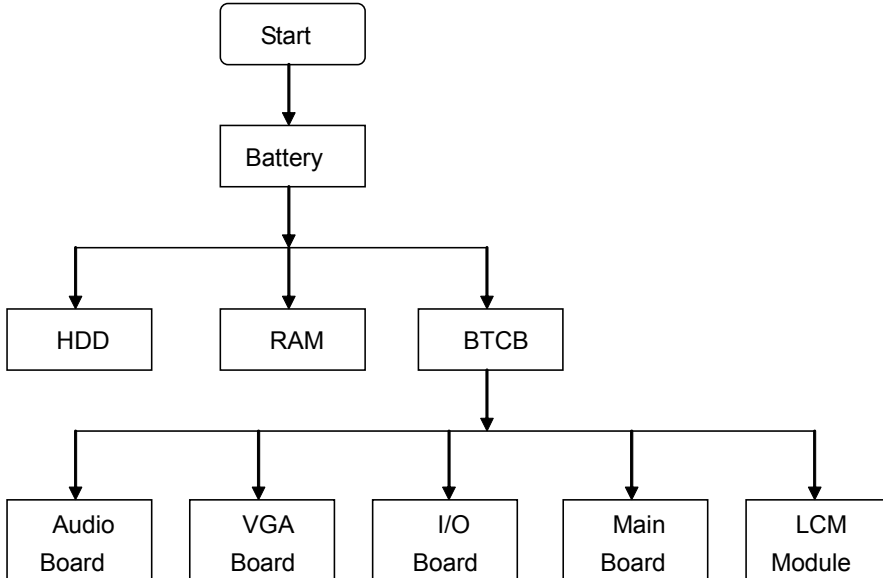 Start
Battery
HDD
RAM
BTCB
Audio
Board
VGA
Board
I/O
Board
Main
Board
LCM
Module